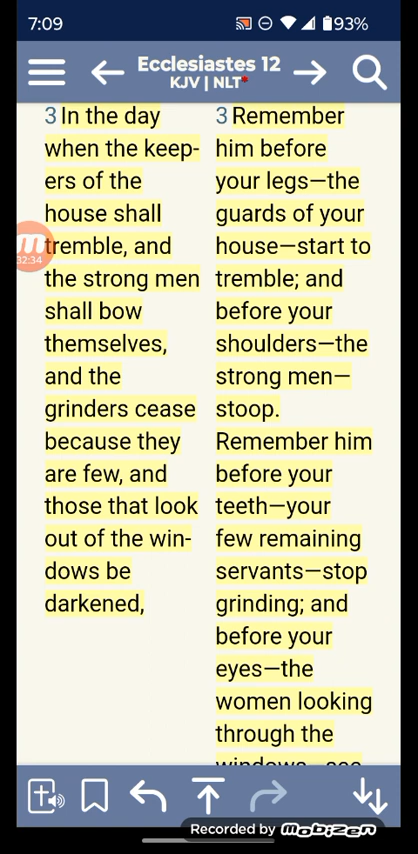 7:09
93%
Ecclesiastes 12
KJV | NLT*
3 In the day
when the keep-
ers of the
house shall
tremble, and
the strong men
shall bow
themselves,
and the
grinders cease
because they
are few, and
those that look
out of the win-
dows be
darkened,
3 Remember
him before
your legs—the
guards of your
house—start to
tremble; and
before your
shoulders—the
strong men—
stoop.
Remember him
before your
teeth—your
few remaining
servants—stop
grinding; and
before your
eyes—the
women looking
through the
windows—see
m
32:34
Recorded by mobizen